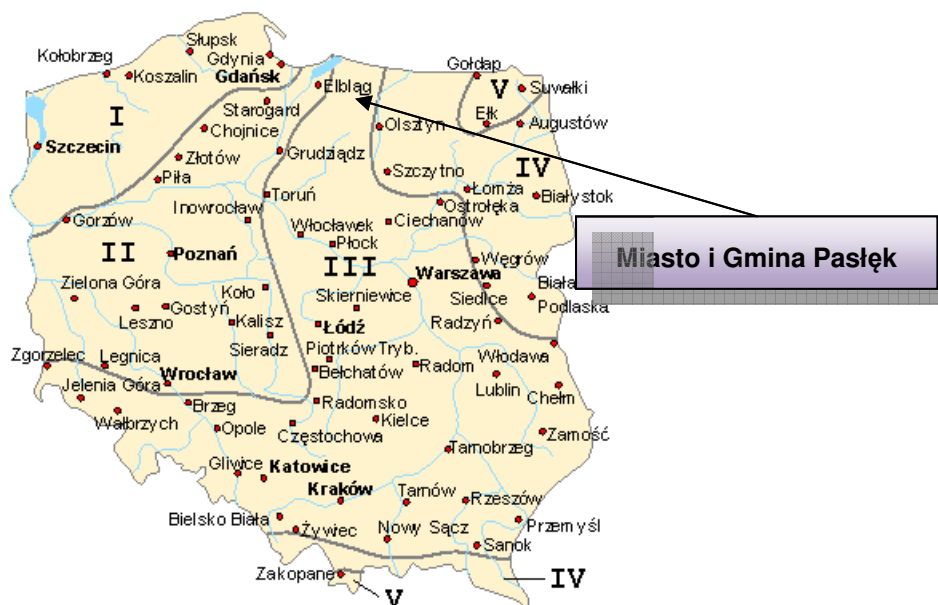 Słupsk
Kołobrzeg
Gdynia
Gołdap
Koszalin
Gdańsk
Elbląg
V
Suwałki
I
Starogard
Ełk
Chojnice
Olsztyn
Augustów
Szczecin
Grudziądz
Złotów
IV
Piła
Szczytno
Toruń
Łomża
Białystok
Inowrocław
Ostrołęka
Gorzów
Włocławek
Ciechanów
Miasto i Gmina Pasłęk
II
Poznań
Płock
III
Węgrów
Warszawa
Zielona Góra
Koło
Skierniewice
Siedlce
Biała
Podlaska
Gostyń
Leszno
Kalisz
Łódź
Radzyń
Sieradz
Zgorzelec
Legnica
Piotrków Tryb.
Włodawa
Radom
Wrocław
Bełchatów
Jelenia Góra
Lublin
Chełm
Brzeg
Radomsko
Wałbrzych
Kielce
Opole
Częstochowa
Zamość
Tarnobrzeg
Gliwice
Katowice
Kraków
Tarnów
Rzeszów
Bielsko Biała
Przemyśl
Żywiec
Nowy Sącz
Sanok
Zakopane
IV
V